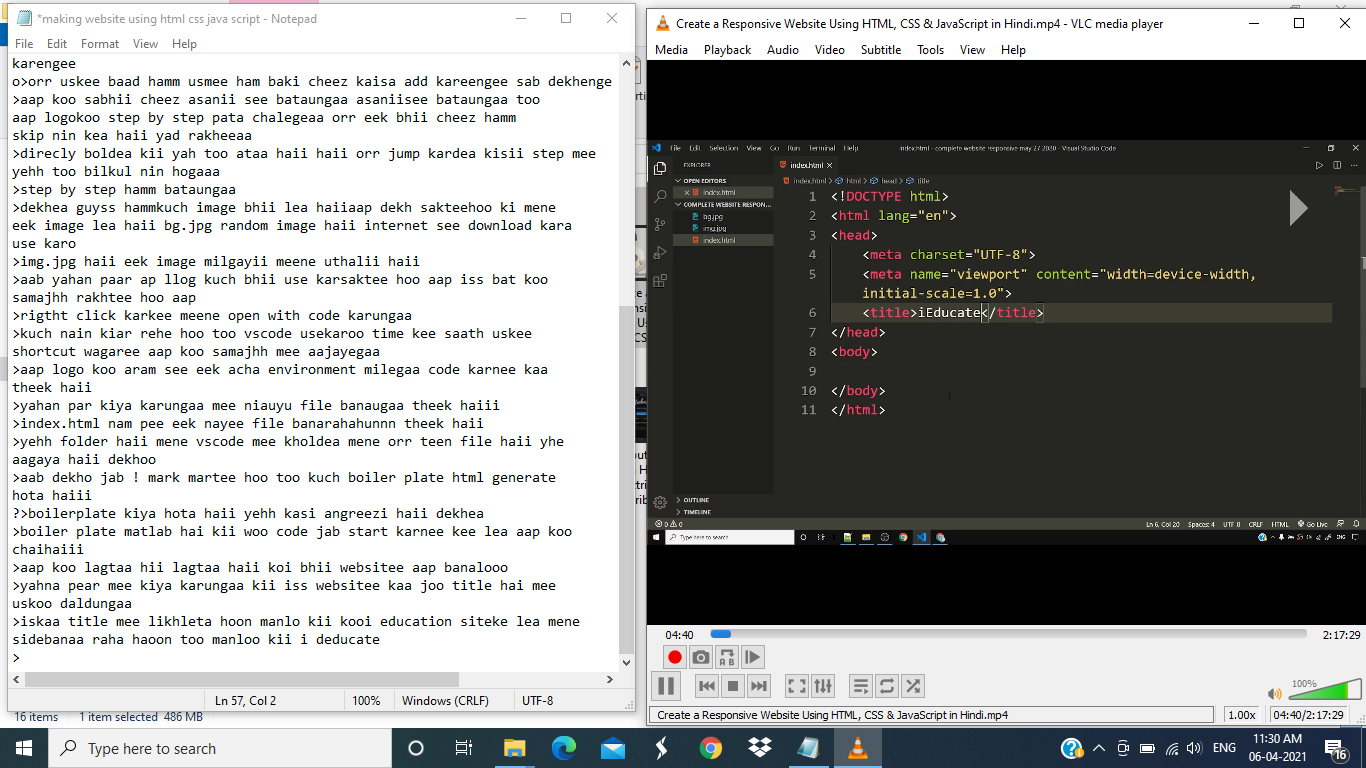 *making website using html css java script - Notepad
File Edit Format View Help
karengee
o>orr uskee baad hamm usmee ham baki cheez kaisa add kareengee sab dekhenge
>aap koo sabhii cheez asanii see bataungaa asaniisee bataungaa too
aap logokoo step by step pata chalegeaa orr eek bhii cheez hamm
skip nin kea haii yad rakheeaa
>direcly boldea kii yah too ataa haii haii orr jump kardea kisii step mee
yehh too bilkul nin hogaaa
>step by step hamm bataungaa
>dekhea guyss hammkuch image bhii lea haiiaap dekh sakteehoo ki mene
eek image lea haii bg.jpg random image haii internet see download kara
use karo
>img.jpg haii eek image milgayii meene uthalii haii
>aab yahan paar ap llog kuch bhii use karsaktee hoo aap iss bat koo
samajhh rakhtee hoo aap
>rigtht click karkee meene open with code karungaa
>kuch nain kiar rehe hoo too vscode usekaroo time kee saath uskee
shortcut wagaree aap koo samajhh mee aajayegaa
>aap logo koo aram see eek acha environment milegaa code karnee kaa
theek haii
>yahan par kiya karungaa mee niauyu file banaugaa theek haiii
>index.html nam pee eek nayee file banarahahunnn theek haii
>yehh folder haii mene vscode mee kholdea mene orr teen file haii yhe
aagaya haii dekhoo
>aab dekho jab ! mark martee hoo too kuch boiler plate html generate
hota haiii
?>boilerplate kiya hota haii yehh kasi angreezi haii dekhea
>boiler plate matlab hai kii woo code jab start karnee kee lea aap koo
chaihaiii
>aap koo lagtaa hii lagtaa haii koi bhii websitee aap banalooo
>yahna pear mee kiya karungaa kii iss websitee kaa joo title hai mee
uskoo daldungaa
>iskaa title mee likhleta hoon manlo kii kooi education siteke lea mene
sidebanaa raha haoon too manloo kii i deducate
>
Ln 57, Col 2 100% Windows (CRLF) UTF-8
16 items 1 item selected 486 MB
Create a Responsive Website Using HTML, CSS & JavaScript in Hindi.mp4 - VLC media player
Media Playback Audio Video Subtitle Tools View Help
File Edit Selection View Go Run Terminal Help index.html - complete website responsive may 27 2020 - Visual Studio Code
EXPLORER
OPEN EDITORS
index.html
COMPLETE WEBSITE RESPON...
bg.jpg
img.jpg
index.html
OUTLINE
TIMELINE
index.html
index.html > html > head > title
1 <!DOCTYPE html>
2 <html lang="en">
3 <head>
4 <meta charset="UTF-8">
5 <meta name="viewport" content="width=device-width,
initial-scale=1.0">
6 <title>iEducate</title>
7 </head>
8 <body>
9
10 </body>
11 </html>
0 0 Ln 6, Col 20 Spaces: 4 UTF-8 CRLF HTML Go Live
Type here to search
04:40 2:17:29
100%
Create a Responsive Website Using HTML, CSS & JavaScript in Hindi.mp4 1.00x 04:40/2:17:29
Type here to search
ENG
11:30 AM
06-04-2021
16